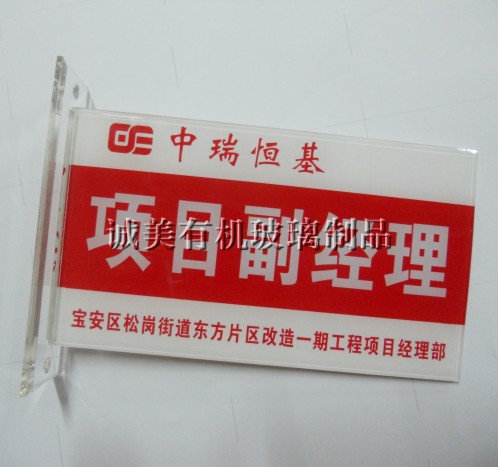 中瑞恒基
项目副经理
诚美有机玻璃制品
宝安区松岗街道东方片区改造一期工程项目经理部